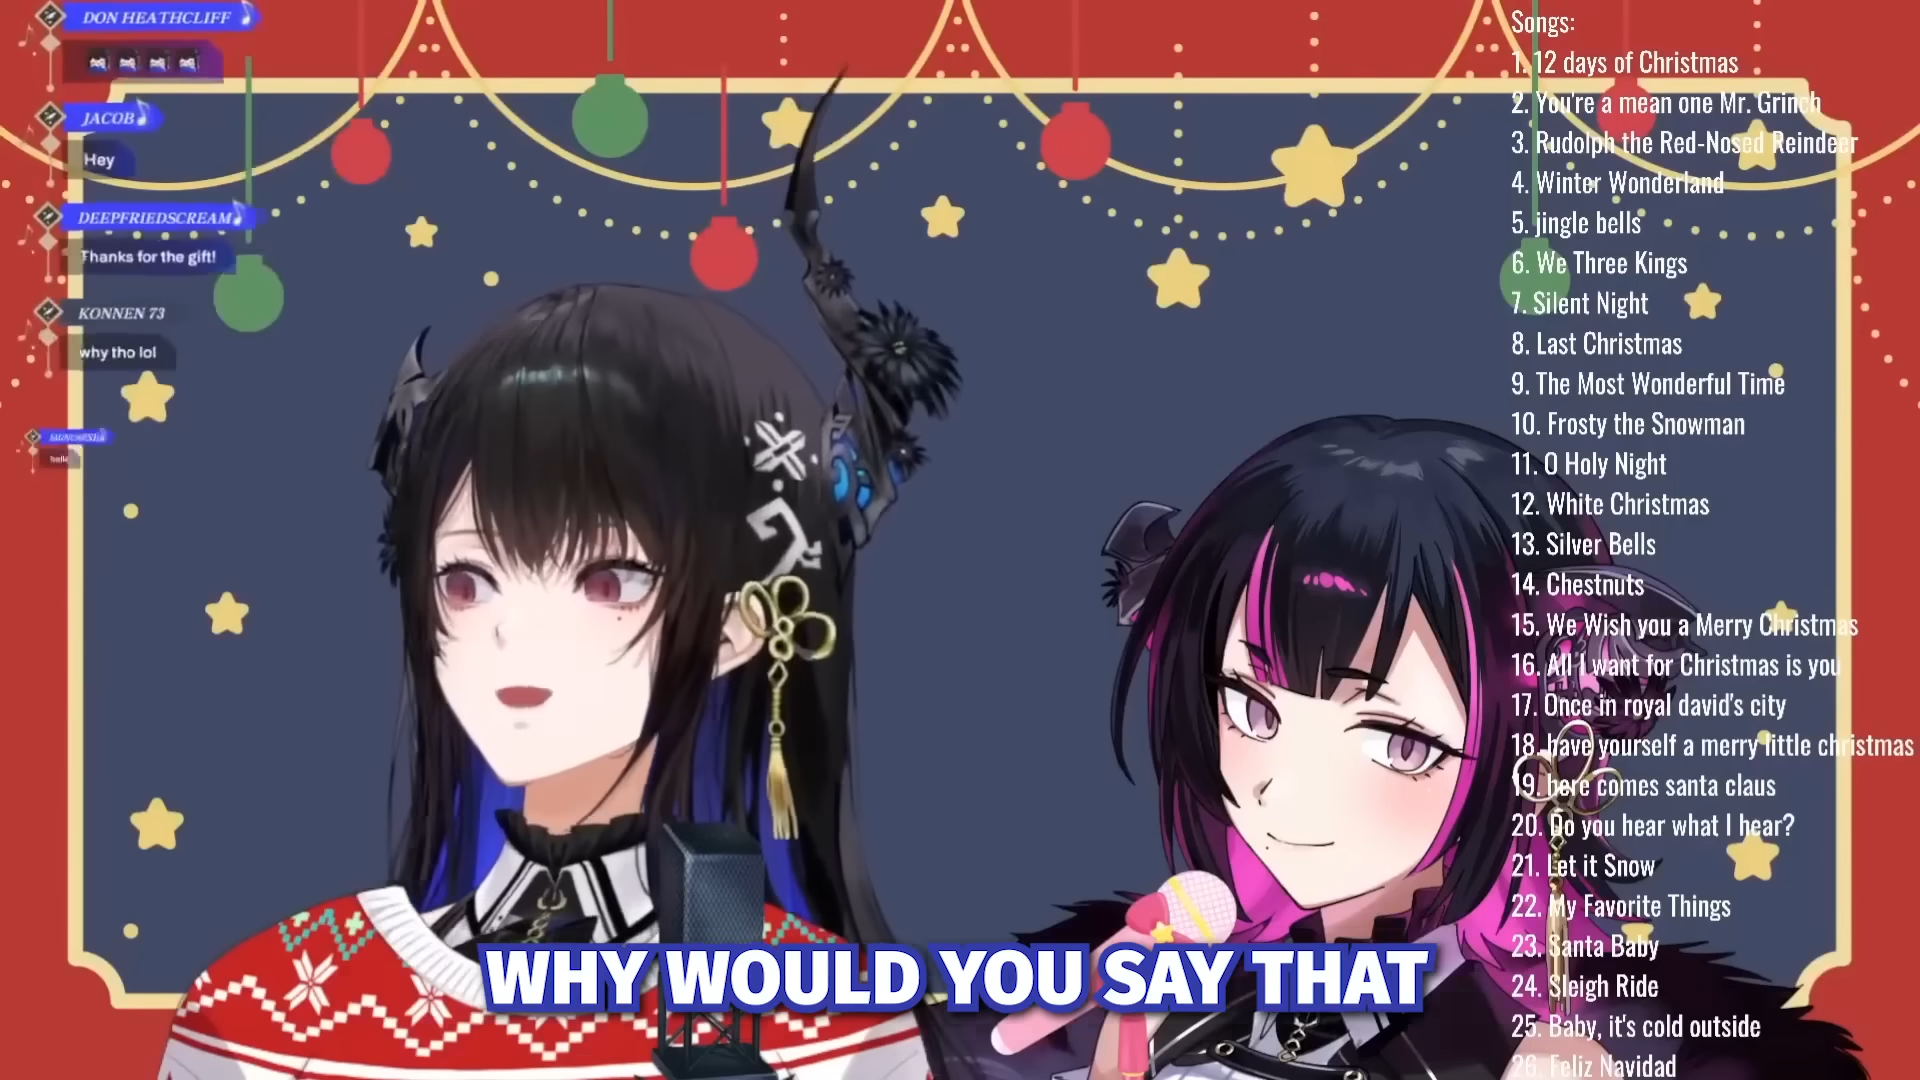 DON HEATHCLIFF
JACOB
Hey
DEEPFRIEDSCREAM
Thanks for the gift!
KONNEN 73
why tho lol
Songs:
1. 12 days of Christmas
2. You're a mean one Mr. Grinch
3. Rudolph the Red-Nosed Reindeer
4. Winter Wonderland
5. jingle bells
6. We Three Kings
7. Silent Night
8. Last Christmas
9. The Most Wonderful Time
10. Frosty the Snowman
11. O Holy Night
12. White Christmas
13. Silver Bells
14. Chestnuts
15. We Wish you a Merry Christmas
16. All I want for Christmas is you
17. Once in royal david's city
18. have yourself a merry little christmas
19. here comes santa claus
20. Do you hear what I hear?
21. Let it Snow
22. My Favorite Things
23. Santa Baby
24. Sleigh Ride
25. Baby, it's cold outside
26. Feliz Navidad
WHY WOULD YOU SAY THAT